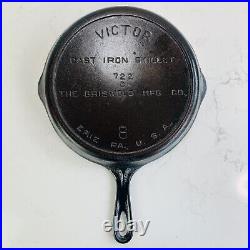 VICTOR
CAST IRON SKILLET
722
THE GRISWOLD MFG CO.
8
ERIE PA. U.S.A.